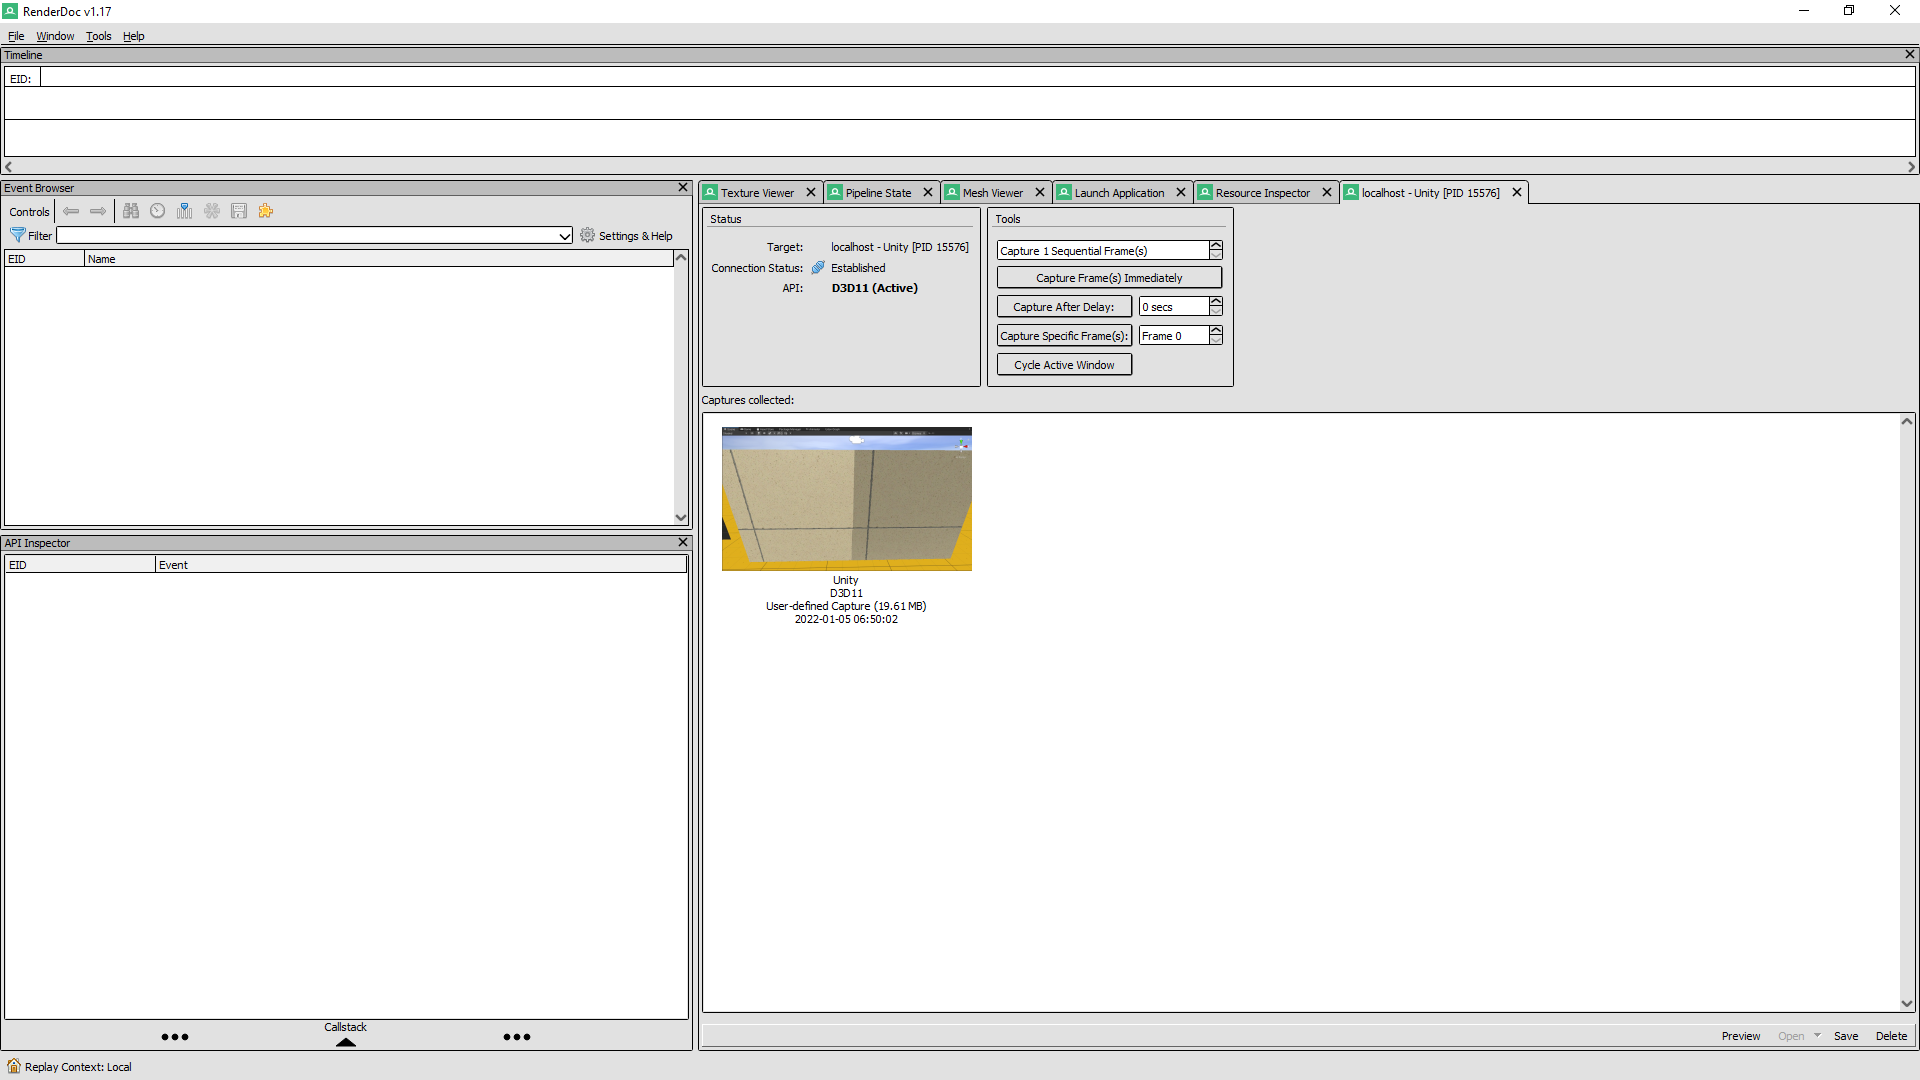 RenderDoc v1.17
File Window Tools Help
Timeline
EID:
Event Browser
Controls
Filter
Settings & Help
EID Name
API Inspector
EID Event
Callstack
Texture Viewer
Pipeline State
Mesh Viewer
Launch Application
Resource Inspector
localhost - Unity [PID 15576]
Status
Target: localhost - Unity [PID 15576]
Connection Status: Established
API: D3D11 (Active)
Tools
Capture 1 Sequential Frame(s)
Capture Frame(s) Immediately
Capture After Delay: 0 secs
Capture Specific Frame(s): Frame 0
Cycle Active Window
Captures collected:
Unity
D3D11
User-defined Capture (19.61 MB)
2022-01-05 06:50:02
Preview Open Save Delete
Replay Context: Local